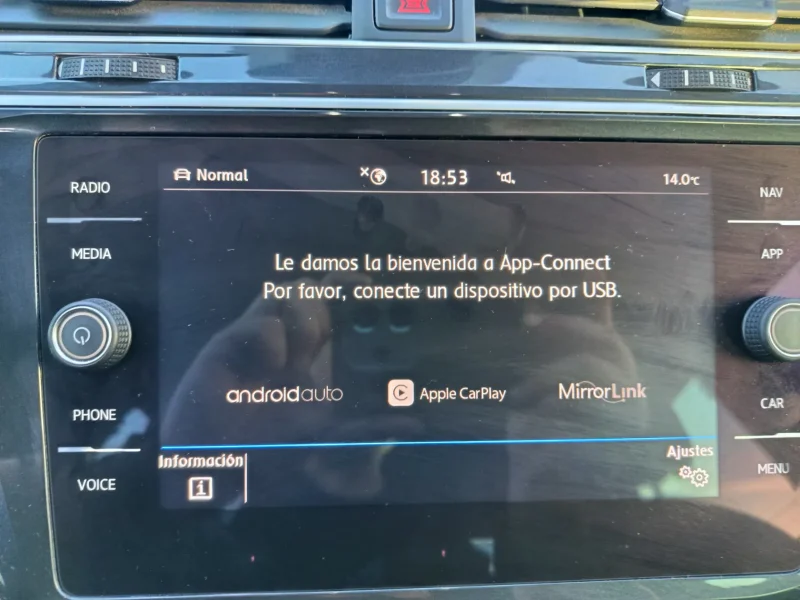 RADIO
MEDIA
PHONE
VOICE
Normal
18:53
14.0°C
Le damos la bienvenida a App-Connect
Por favor, conecte un dispositivo por USB.
androidauto
Apple CarPlay
MirrorLink
Información
i
Ajustes
NAV
APP
CAR
MENU